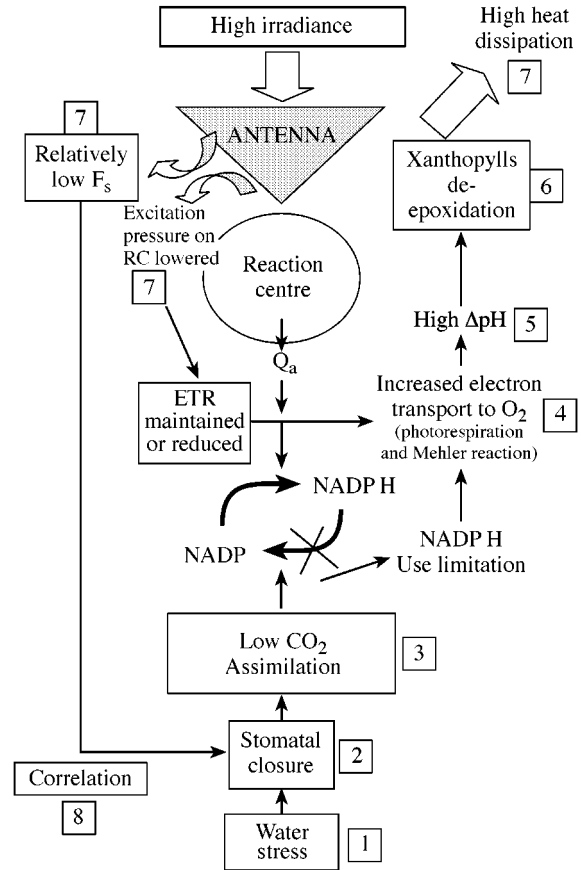 High irradiance
High heat
dissipation
7
7
ANTENNA
Relatively
low Fs
Xanthopylls
de-
epoxidation
6
Excitation
pressure on
RC lowered
7
Reaction
centre
High ΔpH
5
Qa
ETR
maintained
or reduced
Increased electron
transport to O2
(photorespiration
and Mehler reaction)
4
NADP H
NADP
NADP H
Use limitation
Low CO2
Assimilation
3
Stomatal
closure
2
Correlation
8
Water
stress
1